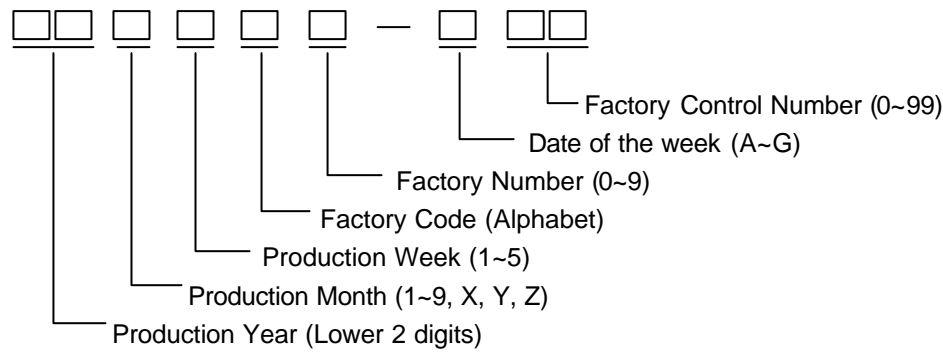 Factory Control Number (0~99)
Date of the week (A~G)
Factory Number (0~9)
Factory Code (Alphabet)
Production Week (1~5)
Production Month (1~9, X, Y, Z)
Production Year (Lower 2 digits)